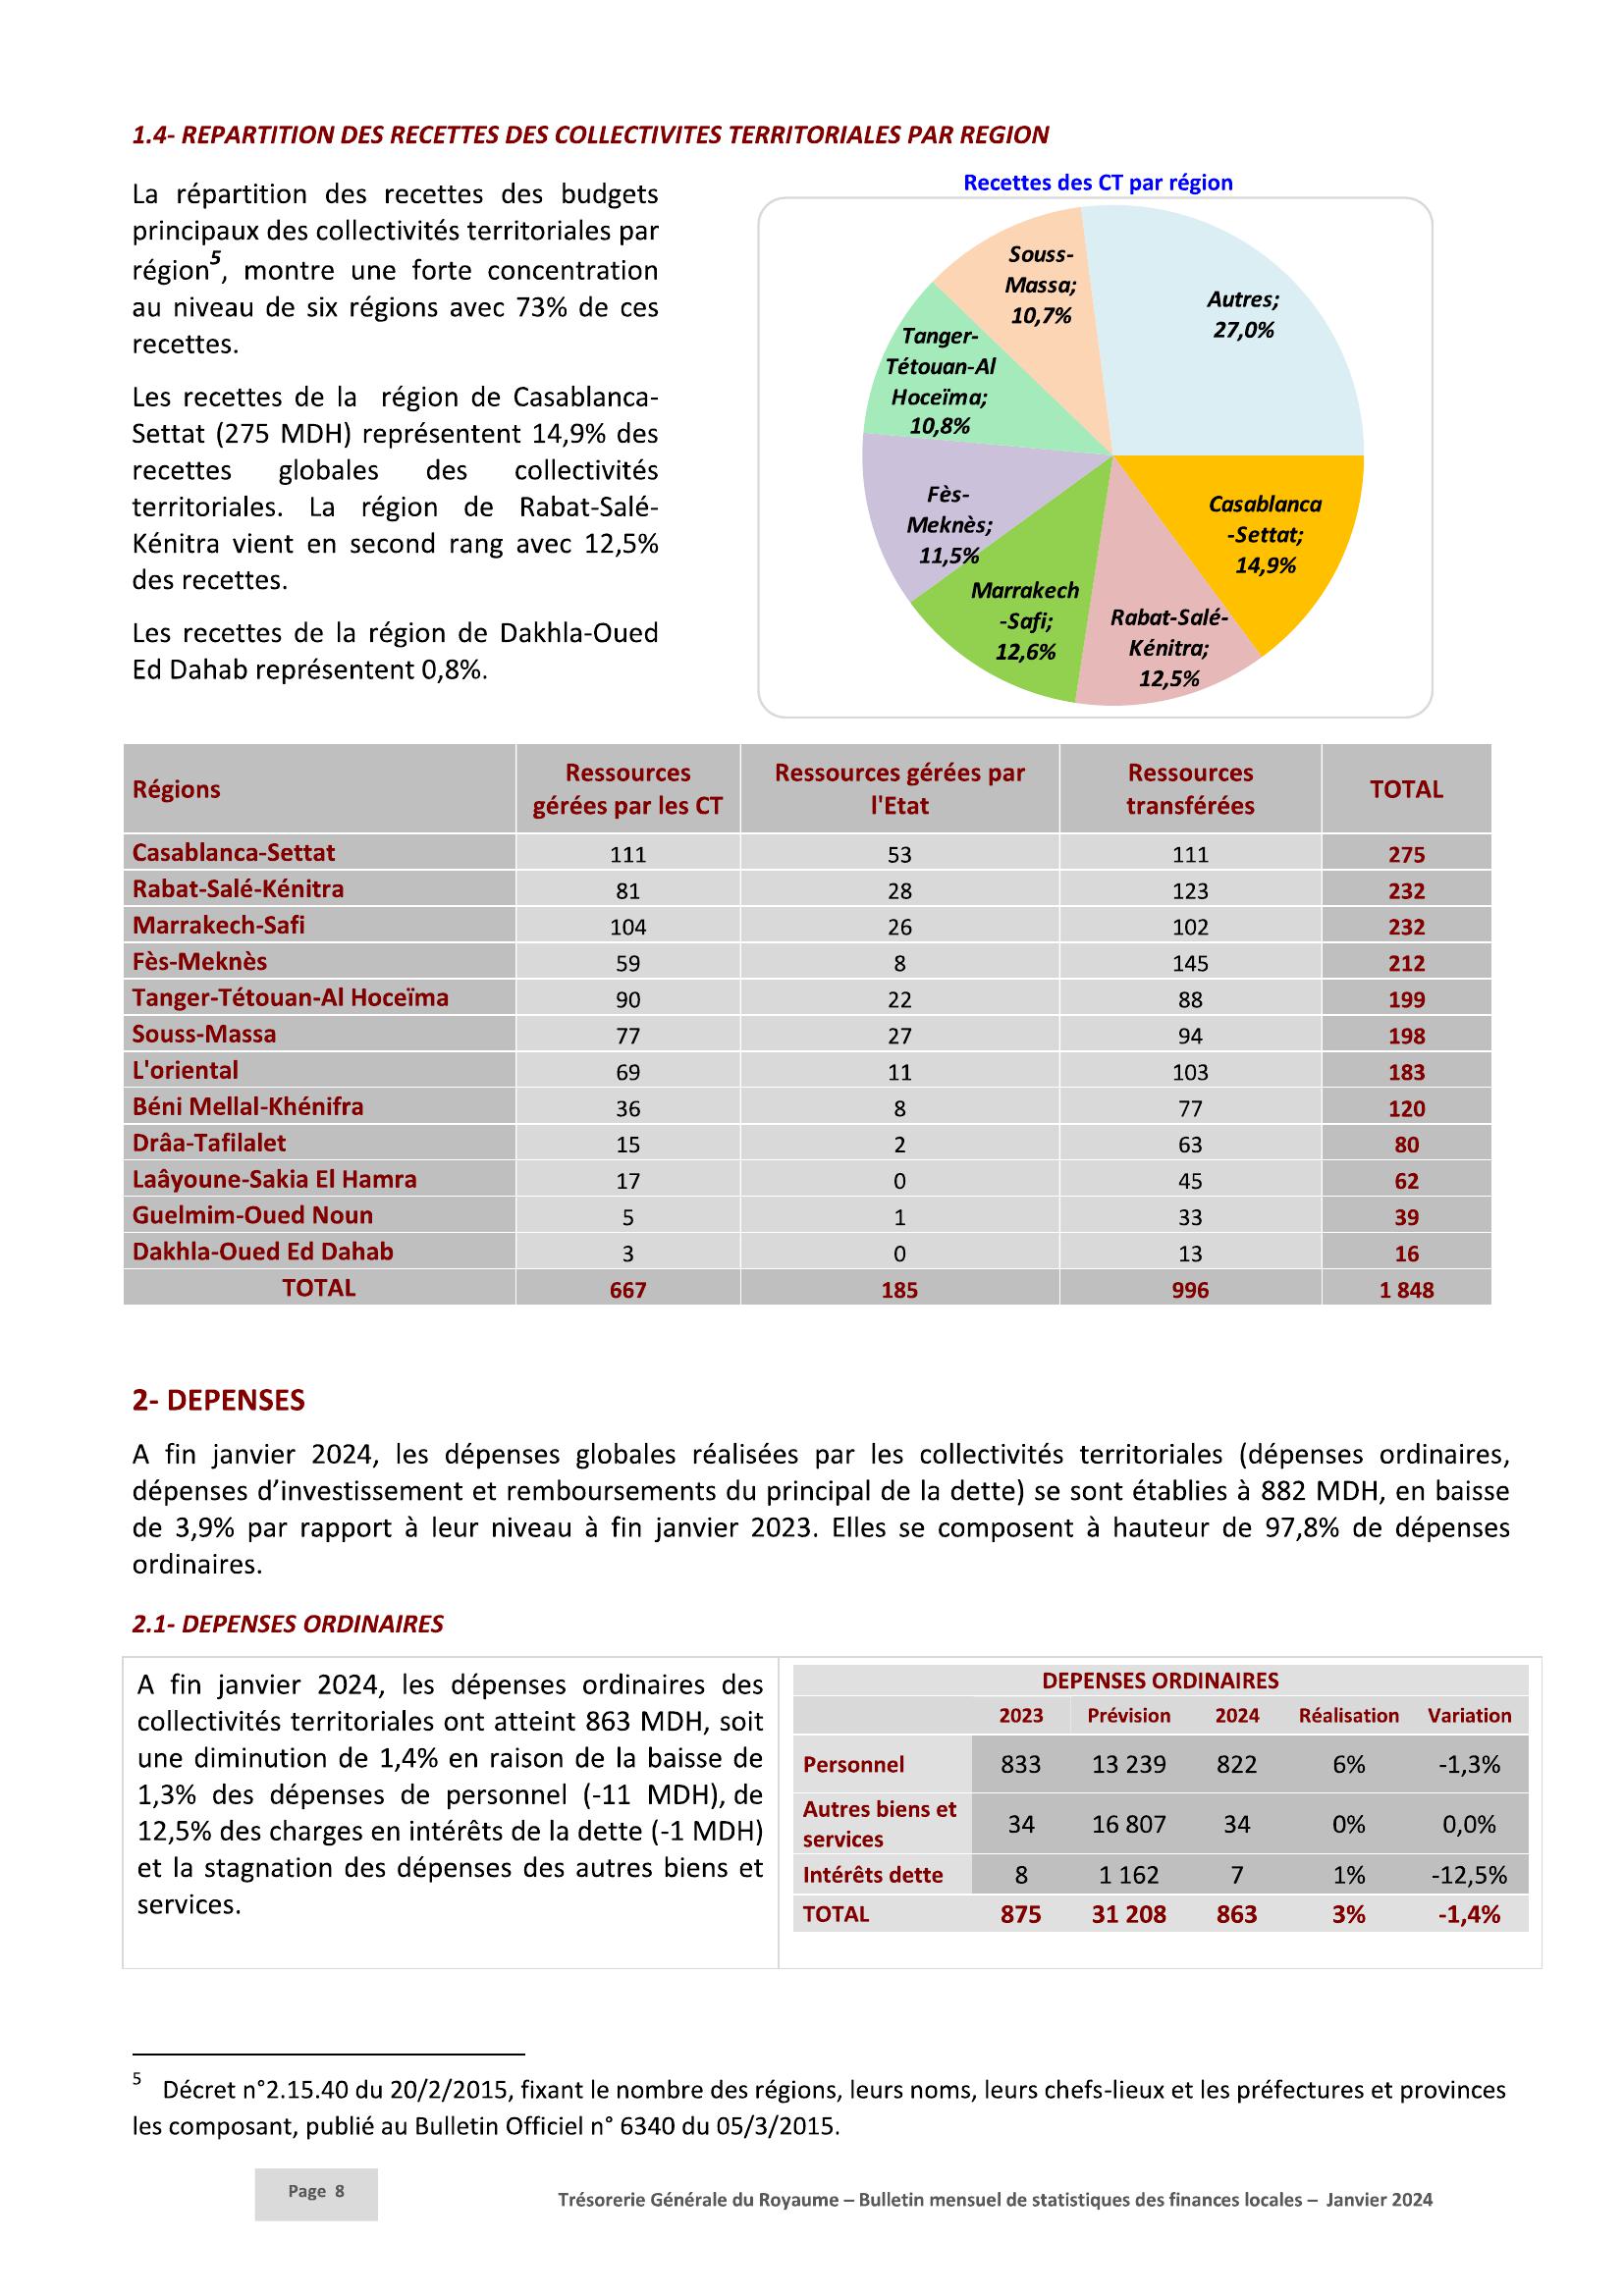 1.4- REPARTITION DES RECETTES DES COLLECTIVITES TERRITORIALES PAR REGION
La répartition des recettes des budgets
principaux des collectivités territoriales par
région5, montre une forte concentration
au niveau de six régions avec 73% de ces
recettes.
Les recettes de la région de Casablanca-
Settat (275 MDH) représentent 14,9% des
recettes globales des collectivités
territoriales. La région de Rabat-Salé-
Kénitra vient en second rang avec 12,5%
des recettes.
Les recettes de la région de Dakhla-Oued
Ed Dahab représentent 0,8%.
Recettes des CT par région
Souss-
Massa;
10,7%
Autres;
27,0%
Tanger-
Tétouan-Al
Hoceïma;
10,8%
Fès-
Meknès;
11,5%
Casablanca
-Settat;
14,9%
Marrakech
-Safi;
12,6%
Rabat-Salé-
Kénitra;
12,5%
Régions Ressources gérées par les CT Ressources gérées par l'Etat Ressources transférées TOTAL
Casablanca-Settat 111 53 111 275
Rabat-Salé-Kénitra 81 28 123 232
Marrakech-Safi 104 26 102 232
Fès-Meknès 59 8 145 212
Tanger-Tétouan-Al Hoceïma 90 22 88 199
Souss-Massa 77 27 94 198
L'oriental 69 11 103 183
Béni Mellal-Khénifra 36 8 77 120
Drâa-Tafilalet 15 2 63 80
Laâyoune-Sakia El Hamra 17 0 45 62
Guelmim-Oued Noun 5 1 33 39
Dakhla-Oued Ed Dahab 3 0 13 16
TOTAL 667 185 996 1 848
2- DEPENSES
A fin janvier 2024, les dépenses globales réalisées par les collectivités territoriales (dépenses ordinaires,
dépenses d’investissement et remboursements du principal de la dette) se sont établies à 882 MDH, en baisse
de 3,9% par rapport à leur niveau à fin janvier 2023. Elles se composent à hauteur de 97,8% de dépenses
ordinaires.
2.1- DEPENSES ORDINAIRES
A fin janvier 2024, les dépenses ordinaires des
collectivités territoriales ont atteint 863 MDH, soit
une diminution de 1,4% en raison de la baisse de
1,3% des dépenses de personnel (-11 MDH), de
12,5% des charges en intérêts de la dette (-1 MDH)
et la stagnation des dépenses des autres biens et
services.
DEPENSES ORDINAIRES
2023 Prévision 2024 Réalisation Variation
Personnel 833 13 239 822 6% -1,3%
Autres biens et services 34 16 807 34 0% 0,0%
Intérêts dette 8 1 162 7 1% -12,5%
TOTAL 875 31 208 863 3% -1,4%
5 Décret n°2.15.40 du 20/2/2015, fixant le nombre des régions, leurs noms, leurs chefs-lieux et les préfectures et provinces
les composant, publié au Bulletin Officiel n° 6340 du 05/3/2015.
Page 8
Trésorerie Générale du Royaume – Bulletin mensuel de statistiques des finances locales – Janvier 2024